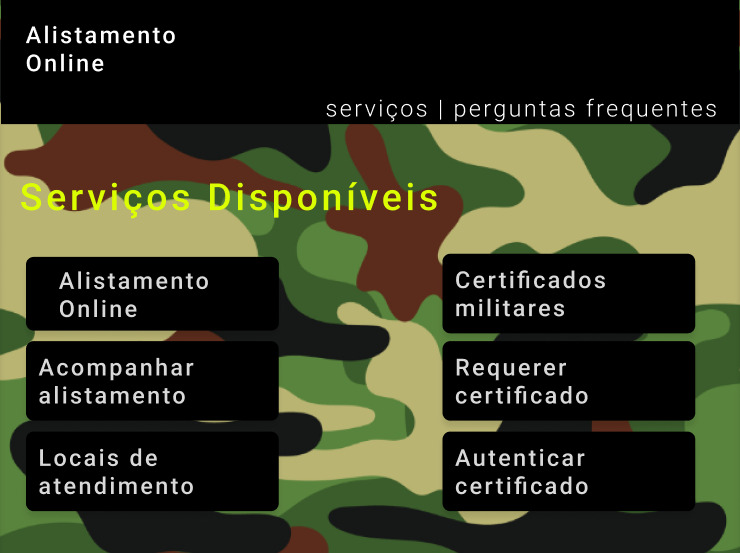 Alistamento
Online
serviços | perguntas frequentes
Serviços Disponíveis
Alistamento
Online
Certificados
militares
Acompanhar
alistamento
Requerer
certificado
Locais de
atendimento
Autenticar
certificado